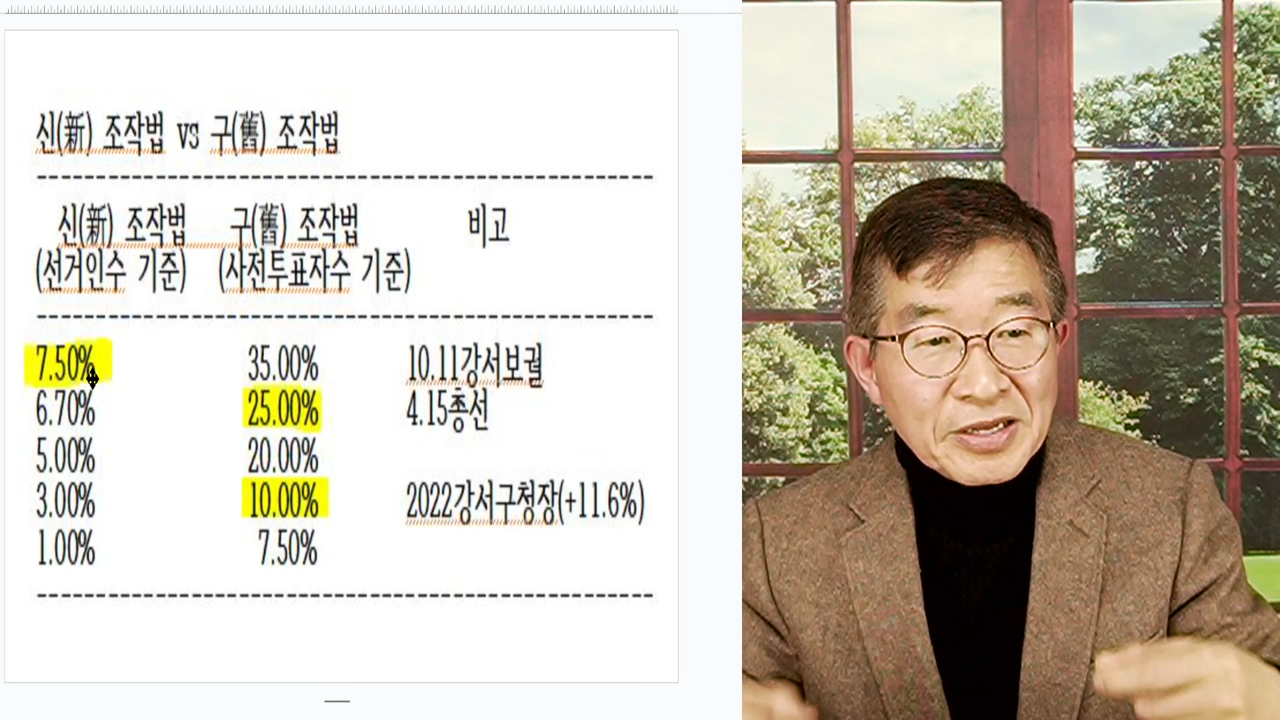 신(新) 조작법 vs 구(舊) 조작법
신(新) 조작법 구(舊) 조작법 비고
(선거인수 기준) (사전투표자수 기준)
7.50% 35.00% 10.11강서보궐
6.70% 25.00% 4.15총선
5.00% 20.00%
3.00% 10.00% 2022강서구청장(+11.6%)
1.00% 7.50%